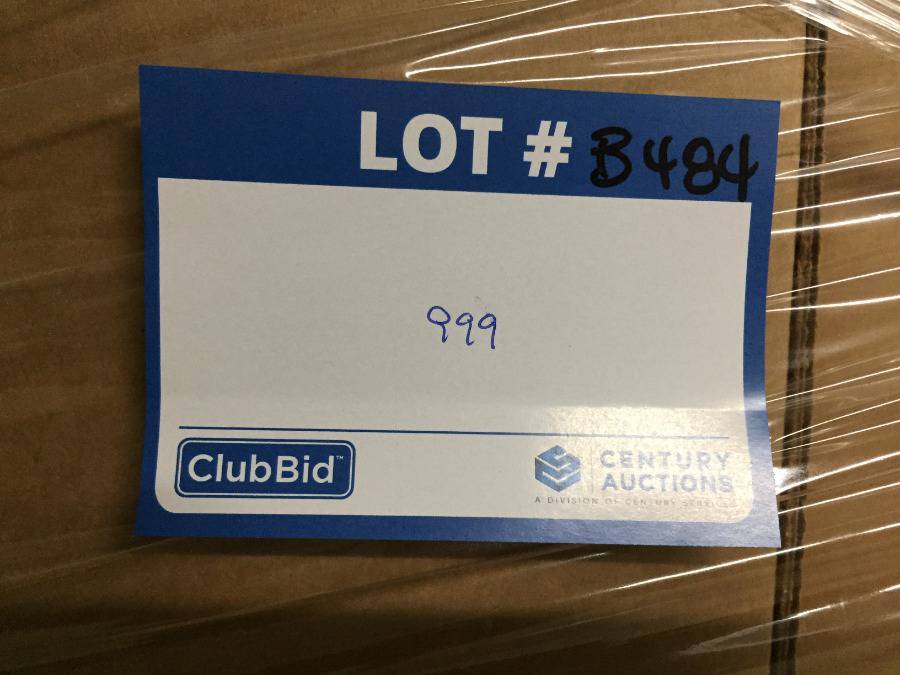 LOT # B484
999
ClubBid™
CENTURY
AUCTIONS
A DIVISION OF CENTURY SERVICES